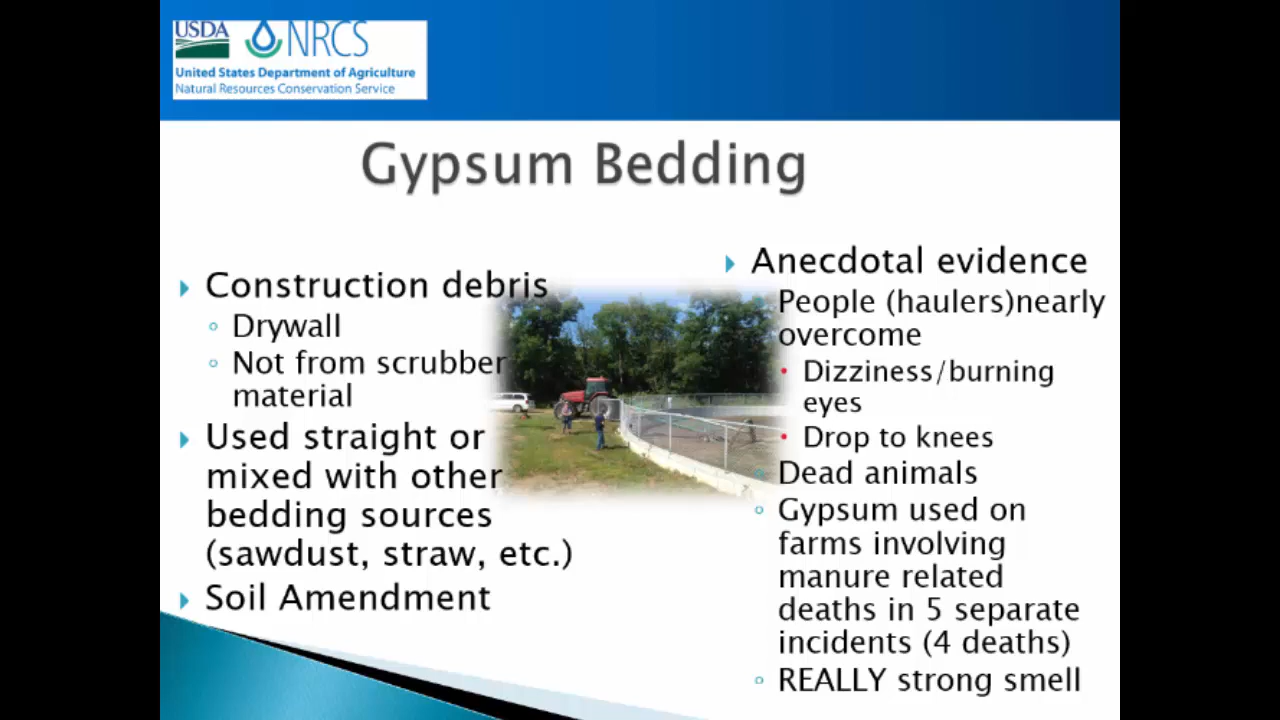 USDA NRCS
United States Department of Agriculture
Natural Resources Conservation Service
Gypsum Bedding
Construction debris
Drywall
Not from scrubber
material
Used straight or
mixed with other
bedding sources
(sawdust, straw, etc.)
Soil Amendment
Anecdotal evidence
People (haulers)nearly
overcome
Dizziness/burning
eyes
Drop to knees
Dead animals
Gypsum used on
farms involving
manure related
deaths in 5 separate
incidents (4 deaths)
REALLY strong smell